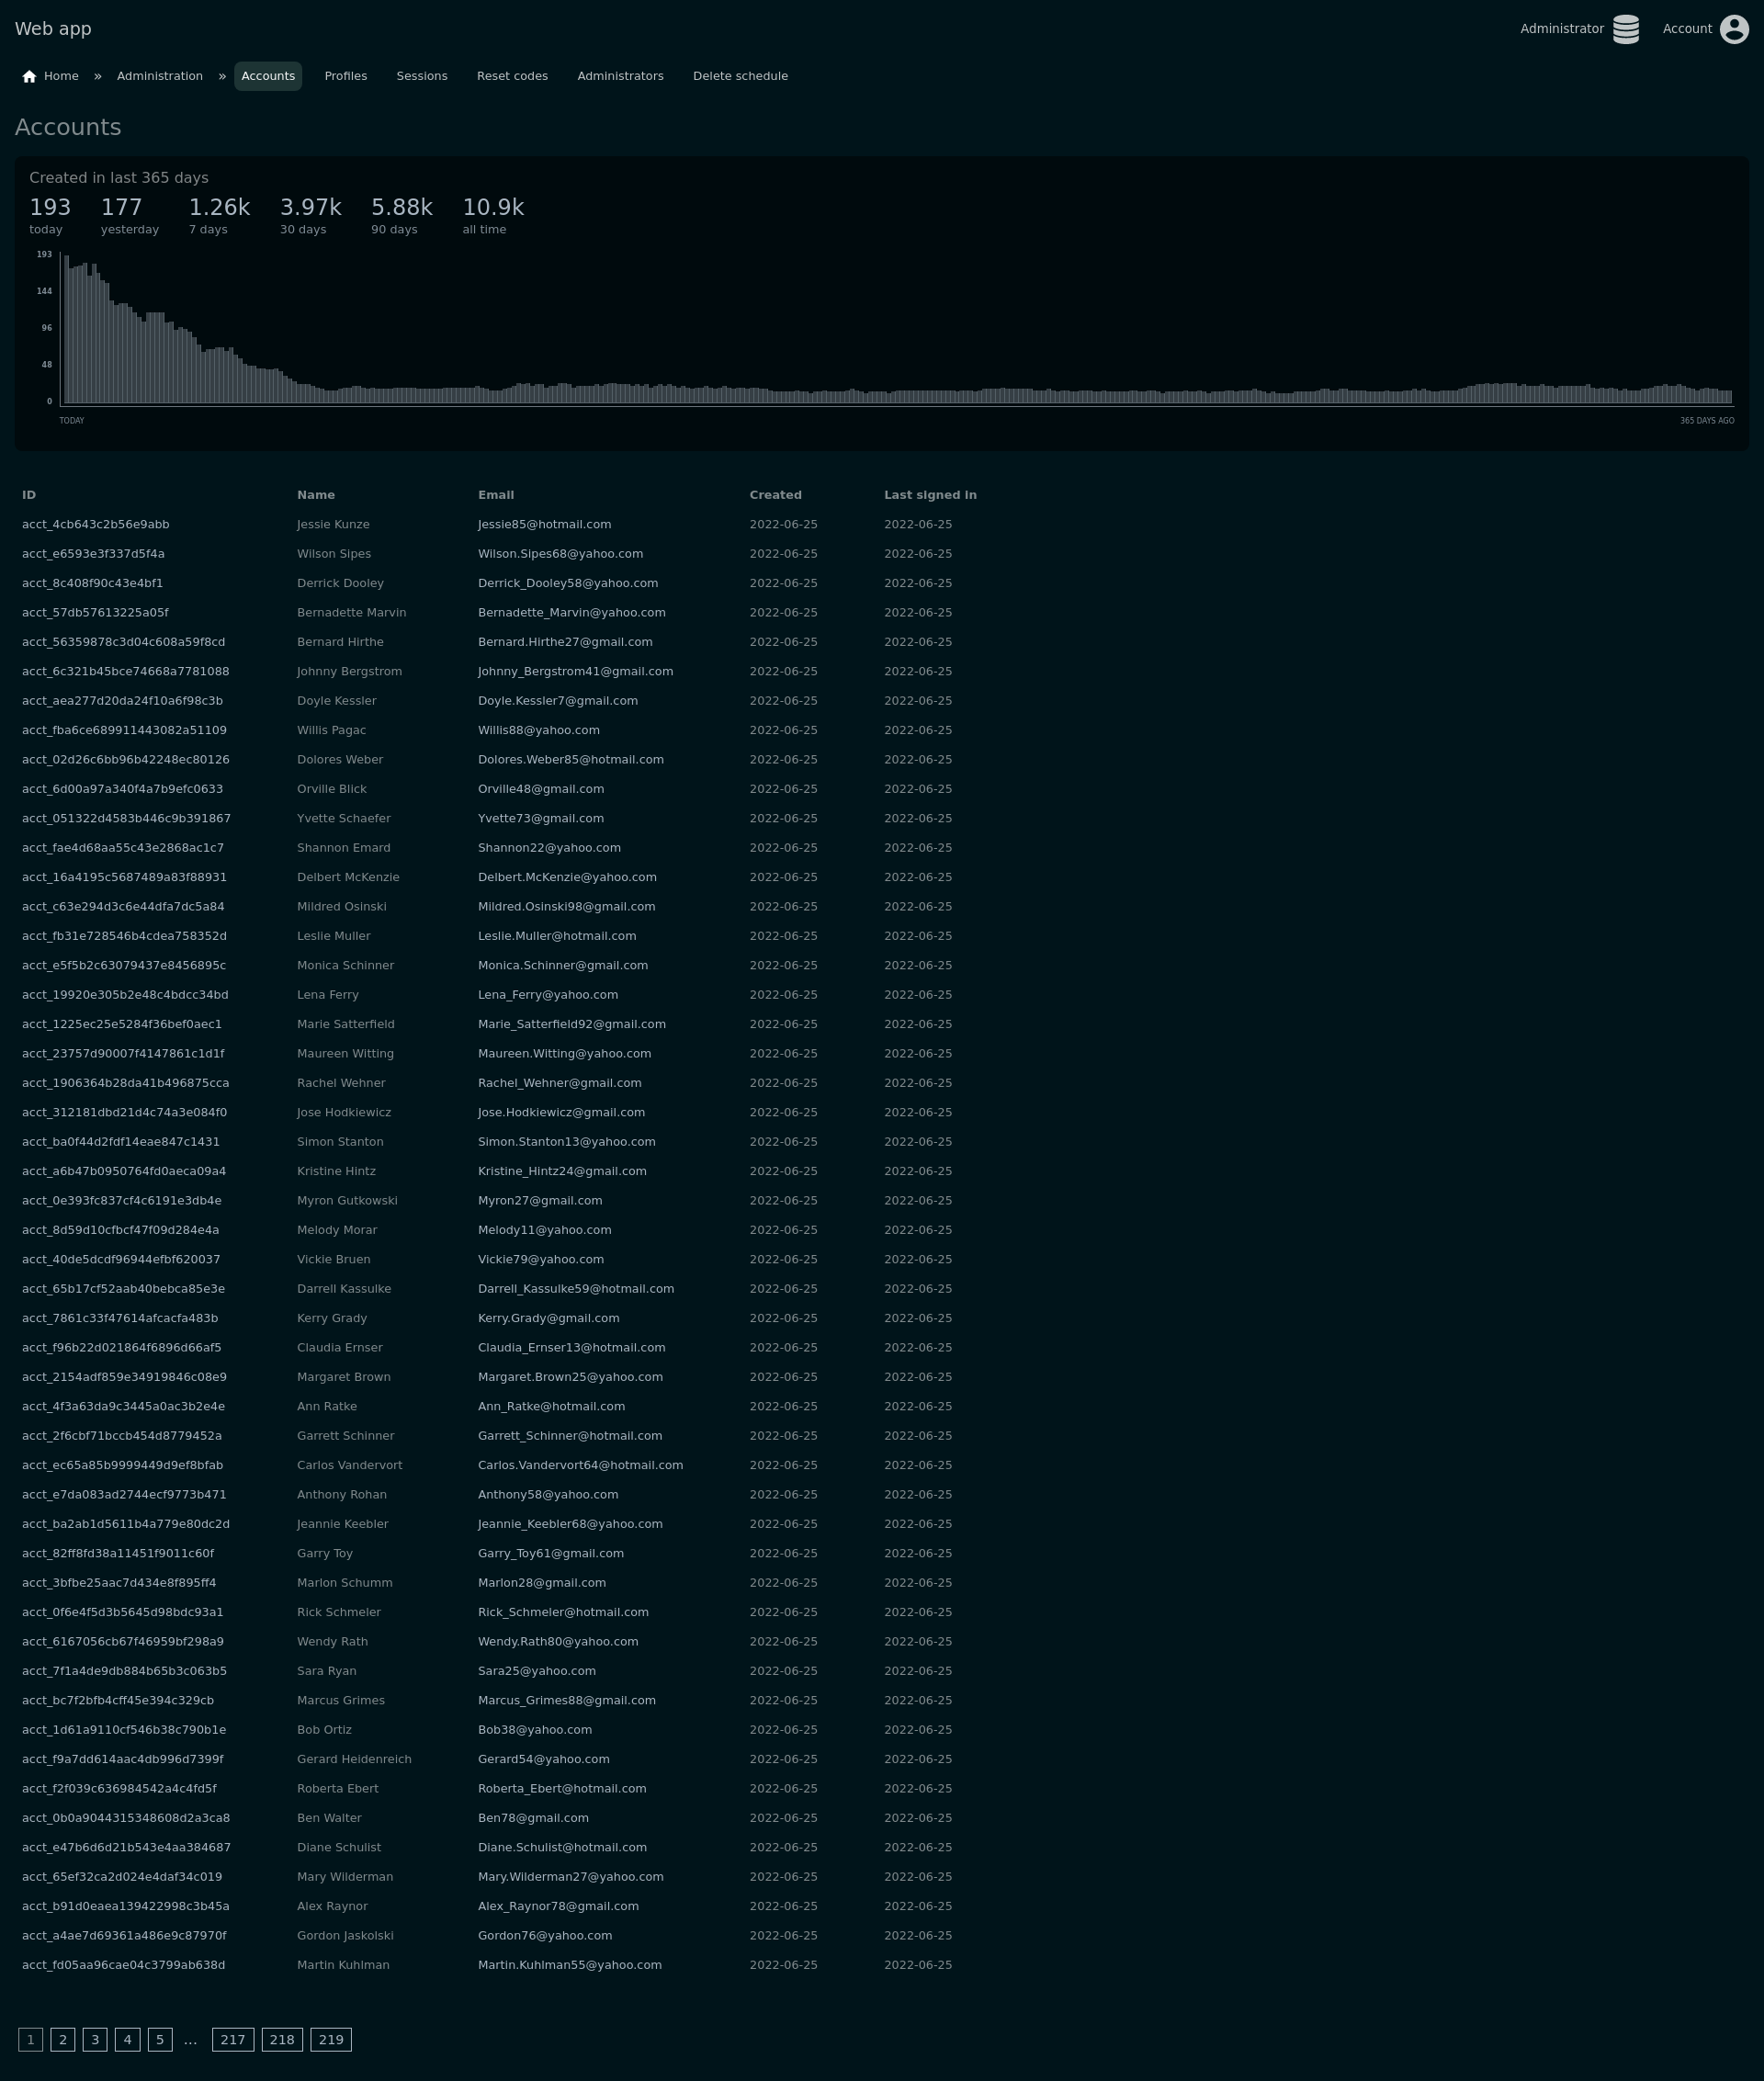 Web app
Administrator Account
Home » Administration » Accounts Profiles Sessions Reset codes Administrators Delete schedule
Accounts
Created in last 365 days
193 177 1.26k 3.97k 5.88k 10.9k
today yesterday 7 days 30 days 90 days all time
193
144
96
48
0
TODAY 365 DAYS AGO
ID Name Email Created Last signed in
acct_4cb643c2b56e9abb Jessie Kunze Jessie85@hotmail.com 2022-06-25 2022-06-25
acct_e6593e3f337d5f4a Wilson Sipes Wilson.Sipes68@yahoo.com 2022-06-25 2022-06-25
acct_8c408f90c43e4bf1 Derrick Dooley Derrick_Dooley58@yahoo.com 2022-06-25 2022-06-25
acct_57db57613225a05f Bernadette Marvin Bernadette_Marvin@yahoo.com 2022-06-25 2022-06-25
acct_56359878c3d04c608a59f8cd Bernard Hirthe Bernard.Hirthe27@gmail.com 2022-06-25 2022-06-25
acct_6c321b45bce74668a7781088 Johnny Bergstrom Johnny_Bergstrom41@gmail.com 2022-06-25 2022-06-25
acct_aea277d20da24f10a6f98c3b Doyle Kessler Doyle.Kessler7@gmail.com 2022-06-25 2022-06-25
acct_fba6ce689911443082a51109 Willis Pagac Willis88@yahoo.com 2022-06-25 2022-06-25
acct_02d26c6bb96b42248ec80126 Dolores Weber Dolores.Weber85@hotmail.com 2022-06-25 2022-06-25
acct_6d00a97a340f4a7b9efc0633 Orville Blick Orville48@gmail.com 2022-06-25 2022-06-25
acct_051322d4583b446c9b391867 Yvette Schaefer Yvette73@gmail.com 2022-06-25 2022-06-25
acct_fae4d68aa55c43e2868ac1c7 Shannon Emard Shannon22@yahoo.com 2022-06-25 2022-06-25
acct_16a4195c5687489a83f88931 Delbert McKenzie Delbert.McKenzie@yahoo.com 2022-06-25 2022-06-25
acct_c63e294d3c6e44dfa7dc5a84 Mildred Osinski Mildred.Osinski98@gmail.com 2022-06-25 2022-06-25
acct_fb31e728546b4cdea758352d Leslie Muller Leslie.Muller@hotmail.com 2022-06-25 2022-06-25
acct_e5f5b2c63079437e8456895c Monica Schinner Monica.Schinner@gmail.com 2022-06-25 2022-06-25
acct_19920e305b2e48c4bdcc34bd Lena Ferry Lena_Ferry@yahoo.com 2022-06-25 2022-06-25
acct_1225ec25e5284f36bef0aec1 Marie Satterfield Marie_Satterfield92@gmail.com 2022-06-25 2022-06-25
acct_23757d90007f4147861c1d1f Maureen Witting Maureen.Witting@yahoo.com 2022-06-25 2022-06-25
acct_1906364b28da41b496875cca Rachel Wehner Rachel_Wehner@gmail.com 2022-06-25 2022-06-25
acct_312181dbd21d4c74a3e084f0 Jose Hodkiewicz Jose.Hodkiewicz@gmail.com 2022-06-25 2022-06-25
acct_ba0f44d2fdf14eae847c1431 Simon Stanton Simon.Stanton13@yahoo.com 2022-06-25 2022-06-25
acct_a6b47b0950764fd0aeca09a4 Kristine Hintz Kristine_Hintz24@gmail.com 2022-06-25 2022-06-25
acct_0e393fc837cf4c6191e3db4e Myron Gutkowski Myron27@gmail.com 2022-06-25 2022-06-25
acct_8d59d10cfbcf47f09d284e4a Melody Morar Melody11@yahoo.com 2022-06-25 2022-06-25
acct_40de5dcdf96944efbf620037 Vickie Bruen Vickie79@yahoo.com 2022-06-25 2022-06-25
acct_65b17cf52aab40bebca85e3e Darrell Kassulke Darrell_Kassulke59@hotmail.com 2022-06-25 2022-06-25
acct_7861c33f47614afcacfa483b Kerry Grady Kerry.Grady@gmail.com 2022-06-25 2022-06-25
acct_f96b22d021864f6896d66af5 Claudia Ernser Claudia_Ernser13@hotmail.com 2022-06-25 2022-06-25
acct_2154adf859e34919846c08e9 Margaret Brown Margaret.Brown25@yahoo.com 2022-06-25 2022-06-25
acct_4f3a63da9c3445a0ac3b2e4e Ann Ratke Ann_Ratke@hotmail.com 2022-06-25 2022-06-25
acct_2f6cbf71bccb454d8779452a Garrett Schinner Garrett_Schinner@hotmail.com 2022-06-25 2022-06-25
acct_ec65a85b9999449d9ef8bfab Carlos Vandervort Carlos.Vandervort64@hotmail.com 2022-06-25 2022-06-25
acct_e7da083ad2744ecf9773b471 Anthony Rohan Anthony58@yahoo.com 2022-06-25 2022-06-25
acct_ba2ab1d5611b4a779e80dc2d Jeannie Keebler Jeannie_Keebler68@yahoo.com 2022-06-25 2022-06-25
acct_82ff8fd38a11451f9011c60f Garry Toy Garry_Toy61@gmail.com 2022-06-25 2022-06-25
acct_3bfbe25aac7d434e8f895ff4 Marlon Schumm Marlon28@gmail.com 2022-06-25 2022-06-25
acct_0f6e4f5d3b5645d98bdc93a1 Rick Schmeler Rick_Schmeler@hotmail.com 2022-06-25 2022-06-25
acct_6167056cb67f46959bf298a9 Wendy Rath Wendy.Rath80@yahoo.com 2022-06-25 2022-06-25
acct_7f1a4de9db884b65b3c063b5 Sara Ryan Sara25@yahoo.com 2022-06-25 2022-06-25
acct_bc7f2bfb4cff45e394c329cb Marcus Grimes Marcus_Grimes88@gmail.com 2022-06-25 2022-06-25
acct_1d61a9110cf546b38c790b1e Bob Ortiz Bob38@yahoo.com 2022-06-25 2022-06-25
acct_f9a7dd614aac4db996d7399f Gerard Heidenreich Gerard54@yahoo.com 2022-06-25 2022-06-25
acct_f2f039c636984542a4c4fd5f Roberta Ebert Roberta_Ebert@hotmail.com 2022-06-25 2022-06-25
acct_0b0a9044315348608d2a3ca8 Ben Walter Ben78@gmail.com 2022-06-25 2022-06-25
acct_e47b6d6d21b543e4aa384687 Diane Schulist Diane.Schulist@hotmail.com 2022-06-25 2022-06-25
acct_65ef32ca2d024e4daf34c019 Mary Wilderman Mary.Wilderman27@yahoo.com 2022-06-25 2022-06-25
acct_b91d0eaea139422998c3b45a Alex Raynor Alex_Raynor78@gmail.com 2022-06-25 2022-06-25
acct_a4ae7d69361a486e9c87970f Gordon Jaskolski Gordon76@yahoo.com 2022-06-25 2022-06-25
acct_fd05aa96cae04c3799ab638d Martin Kuhlman Martin.Kuhlman55@yahoo.com 2022-06-25 2022-06-25
1 2 3 4 5 ... 217 218 219